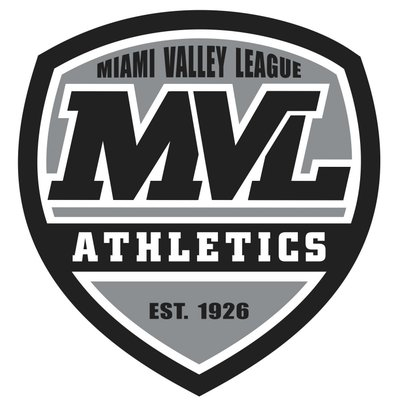 MIAMI VALLEY LEAGUE
MVL
ATHLETICS
EST. 1926